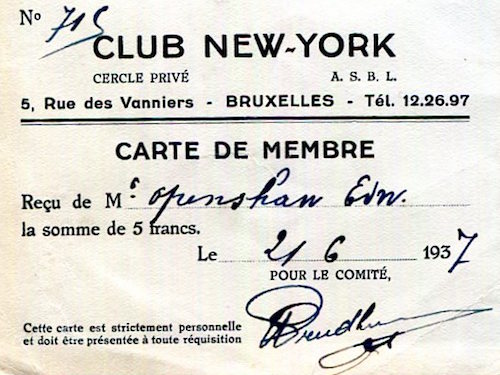 No 715
CLUB NEW-YORK
CERCLE PRIVÉ A. S. B. L.
5, Rue des Vanniers - BRUXELLES - Tél. 12.26.97
CARTE DE MEMBRE
Reçu de M. Openshaw Edw.
la somme de 5 francs.
Le 21 6 1937
POUR LE COMITÉ,
Cette carte est strictement personnelle
et doit être présentée à toute réquisition